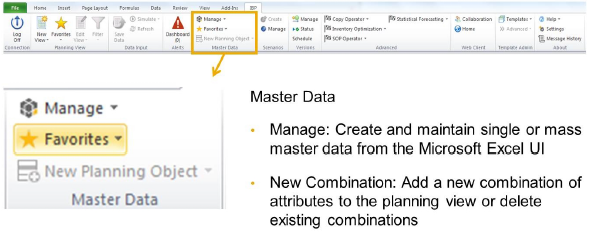 File Home Insert Page Layout Formulas Data Review View Add-Ins IBP
Log Off
New View
Favorites
Edit View
Filter
Save Data
Simulate
Refresh
Dashboard (0)
Manage
Favorites
New Planning Object
Create
Manage
Manage
Status
Schedule
Copy Operator
Inventory Optimization
SCIP Operator
Statistical Forecasting
Collaboration
Home
Templates
Advanced
Help
Settings
Message History
Connection Planning View Data Input Alerts Master Data Scenarios Versions Advanced Web Client Template Admin About
Manage
Favorites
New Planning Object
Master Data
Master Data
• Manage: Create and maintain single or mass
master data from the Microsoft Excel UI
• New Combination: Add a new combination of
attributes to the planning view or delete
existing combinations